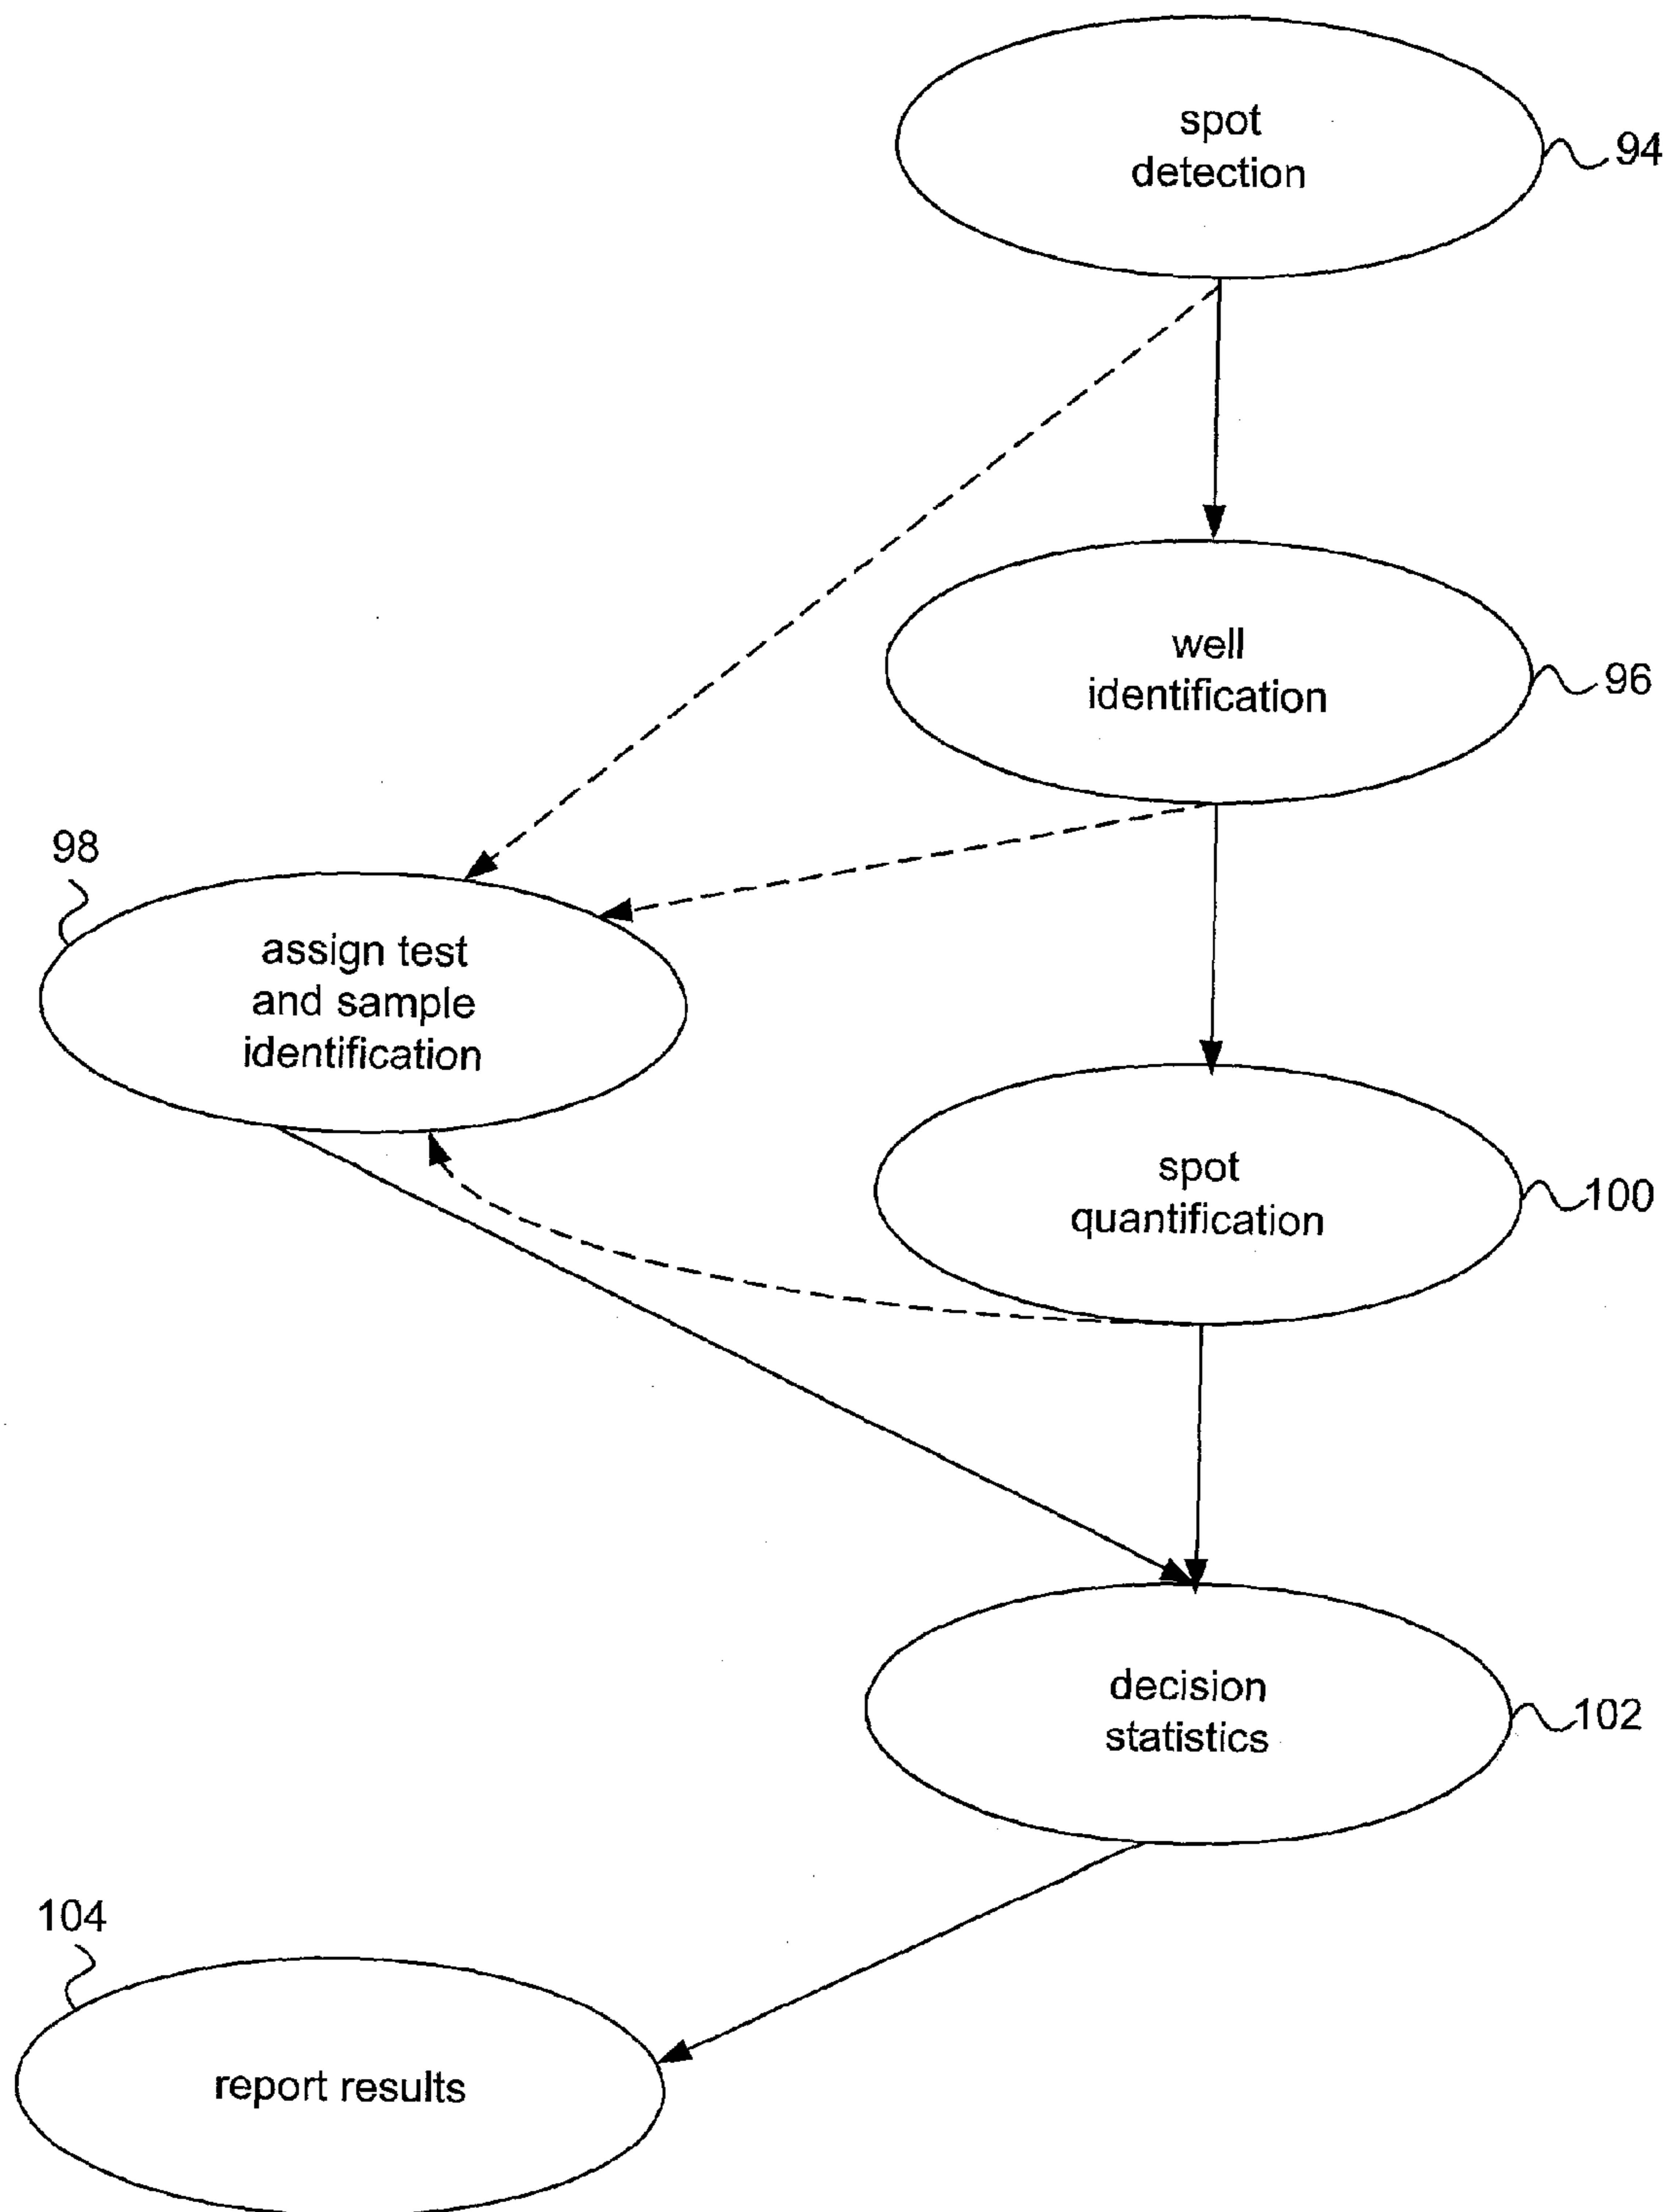 spot
detection
94
well
identification
96
98
assign test
and sample
identification
spot
quantification
100
decision
statistics
102
104
report results